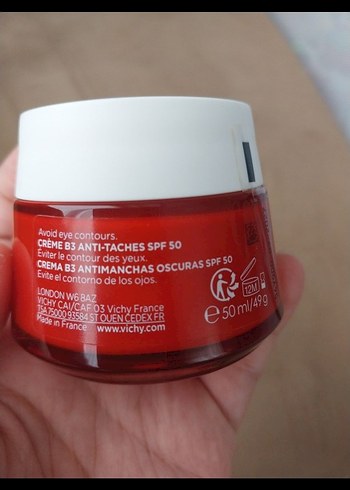 Avoid eye contours.
CRÈME B3 ANTI-TACHES SPF 50
Éviter le contour des yeux.
CREMA B3 ANTIMANCHAS OSCURAS SPF 50
Evite el contorno de los ojos.
LONDON W6 8AZ
VICHY CAI/CAF 03 Vichy France
TSA 75000 93584 ST OUEN CEDEX FR
Made in France www.vichy.com
12M
e 50 ml/49 g